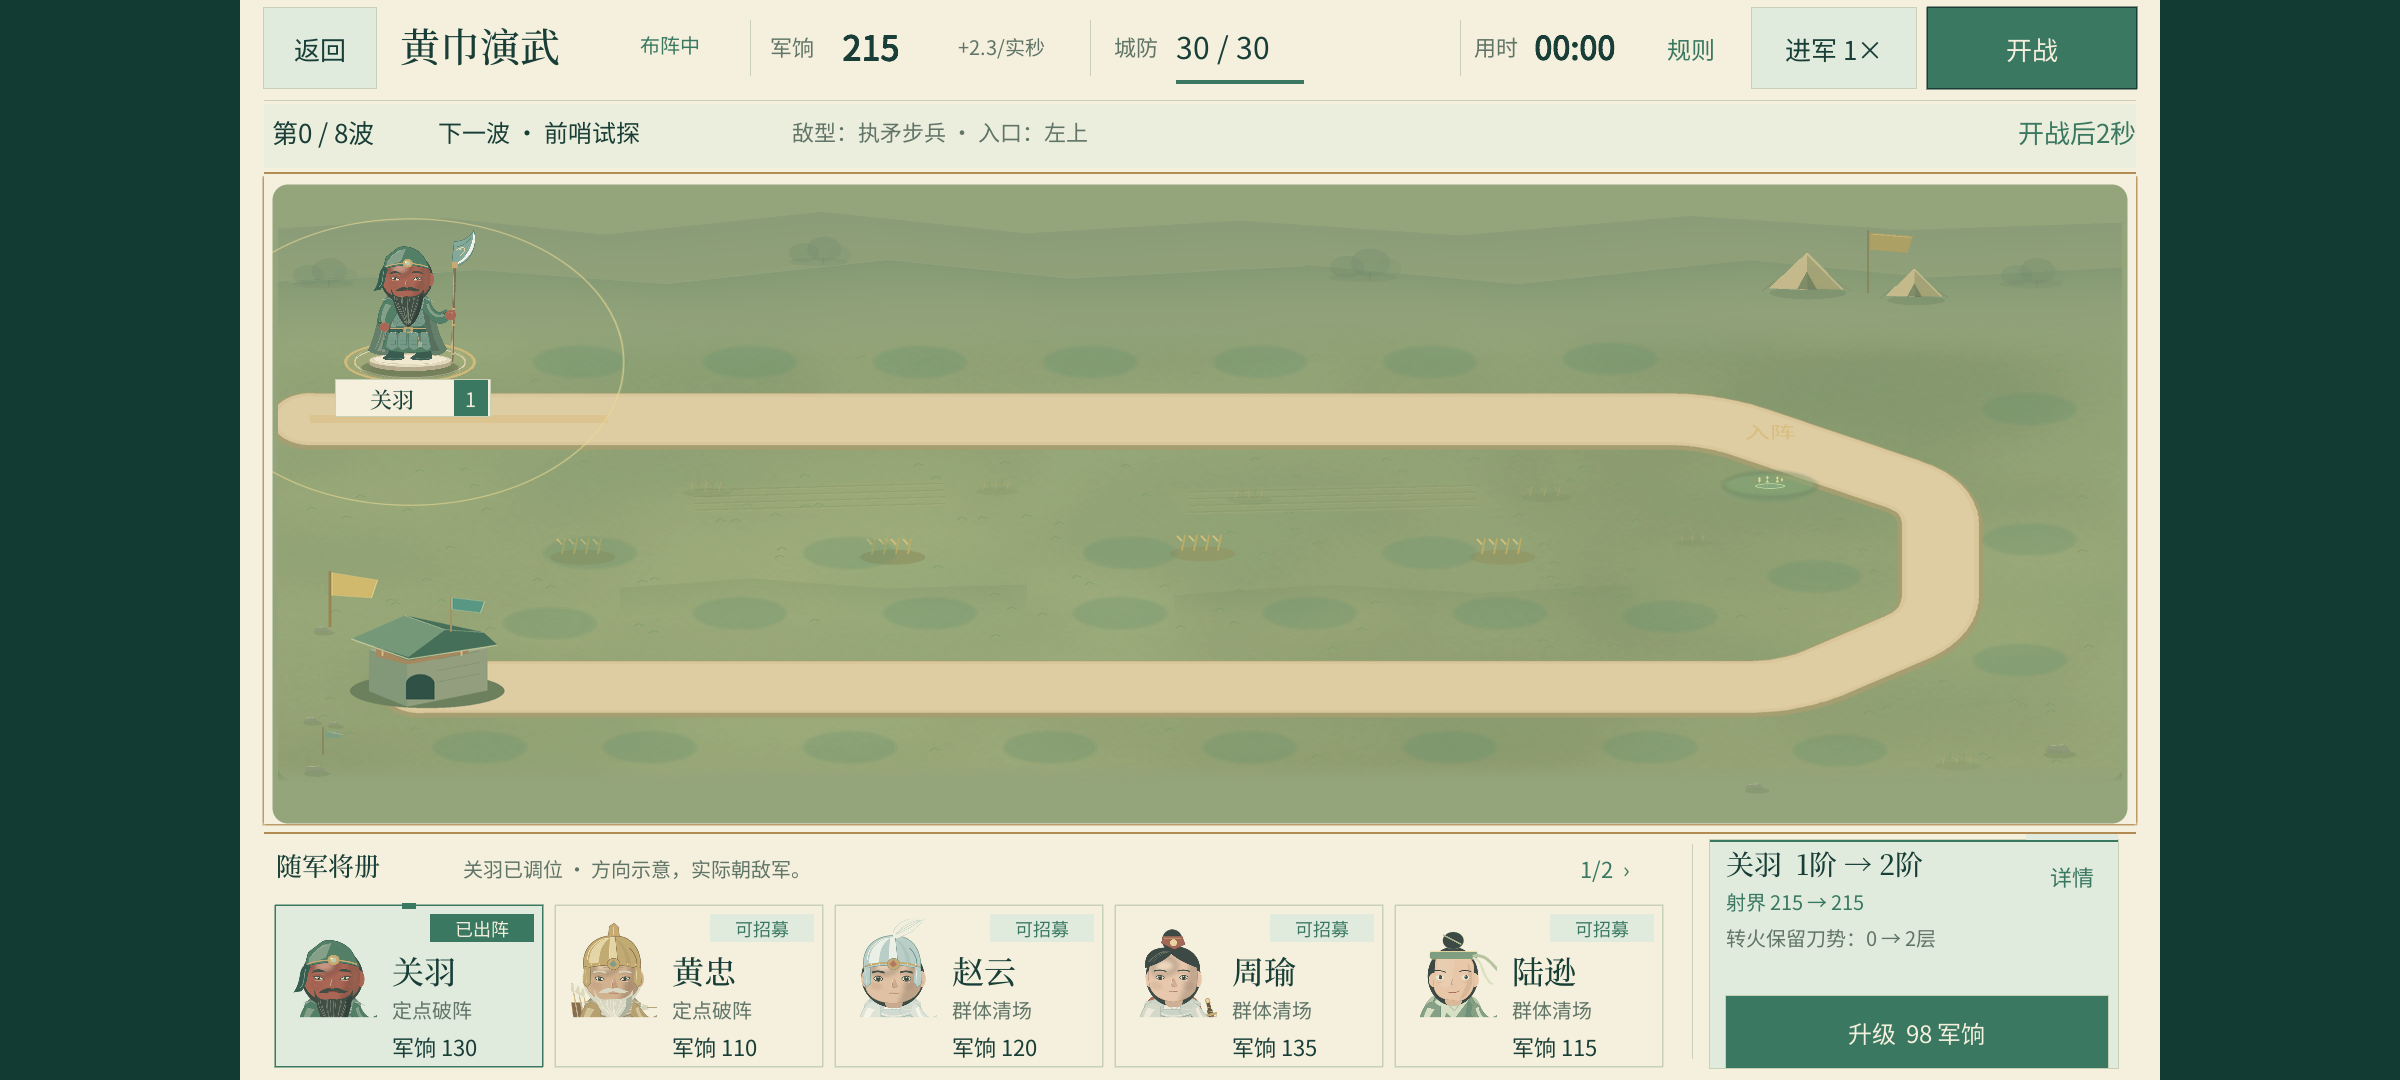 返回 黄巾演武 布阵中 军饷 215 +2.3/实秒 城防 30 / 30 用时 00:00 规则 进军 1× 开战
第0 / 8波 下一波 · 前哨试探 敌型：执矛步兵 · 入口：左上 开战后2秒
关羽 1
入阵
随军将册 关羽已调位 · 方向示意，实际朝敌军。 1/2 ›
已出阵
关羽
定点破阵
军饷 130
可招募
黄忠
定点破阵
军饷 110
可招募
赵云
群体清场
军饷 120
可招募
周瑜
群体清场
军饷 135
可招募
陆逊
群体清场
军饷 115
关羽 1阶 → 2阶 详情
射界 215 → 215
转火保留刀势：0 → 2层
升级 98 军饷